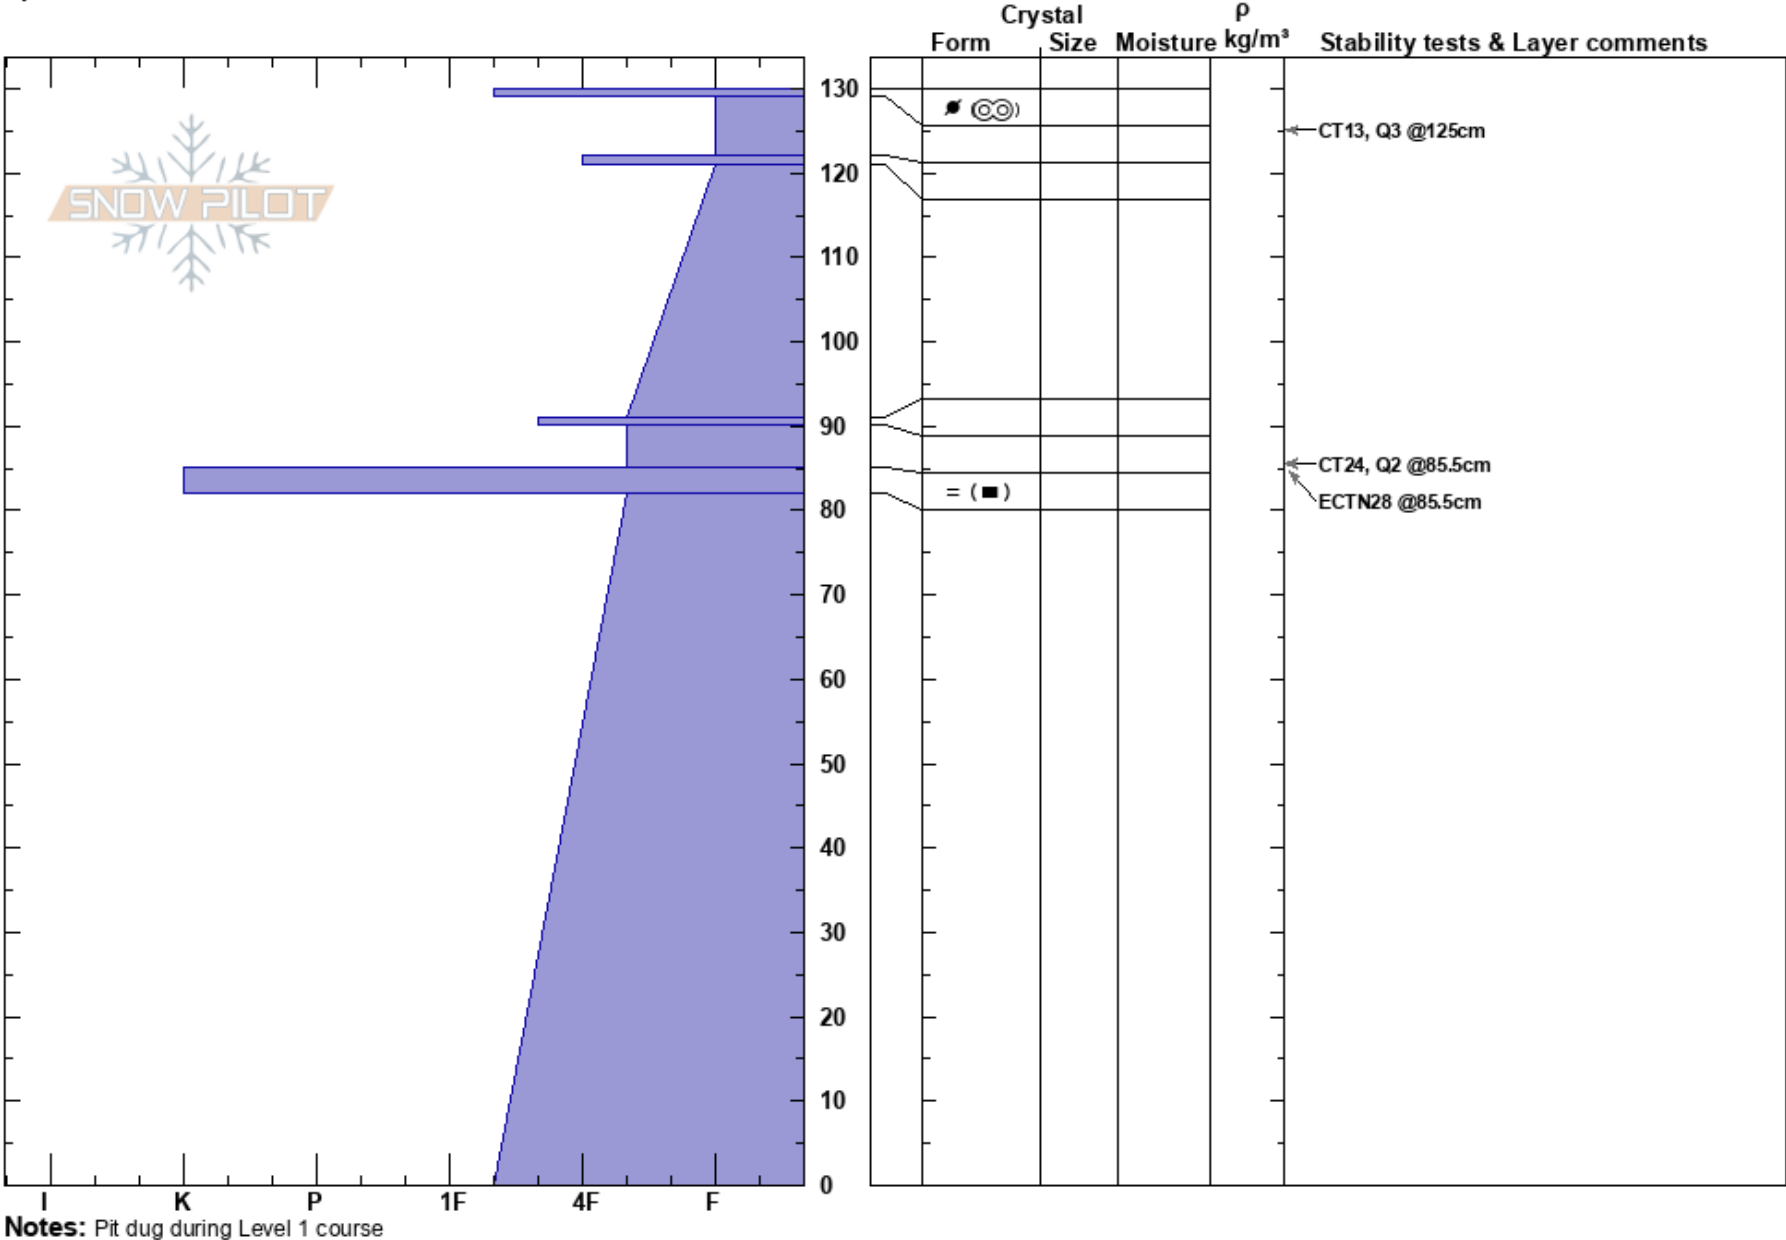 Crystal
ρ
Form Size Moisture kg/m³ Stability tests & Layer comments
130
CT13, Q3 @125cm
120
SNOW PILOT
110
100
90
CT24, Q2 @85.5cm
= (■)
ECTN28 @85.5cm
80
70
60
50
40
30
20
10
0
I K P 1F 4F F
Notes: Pit dug during Level 1 course